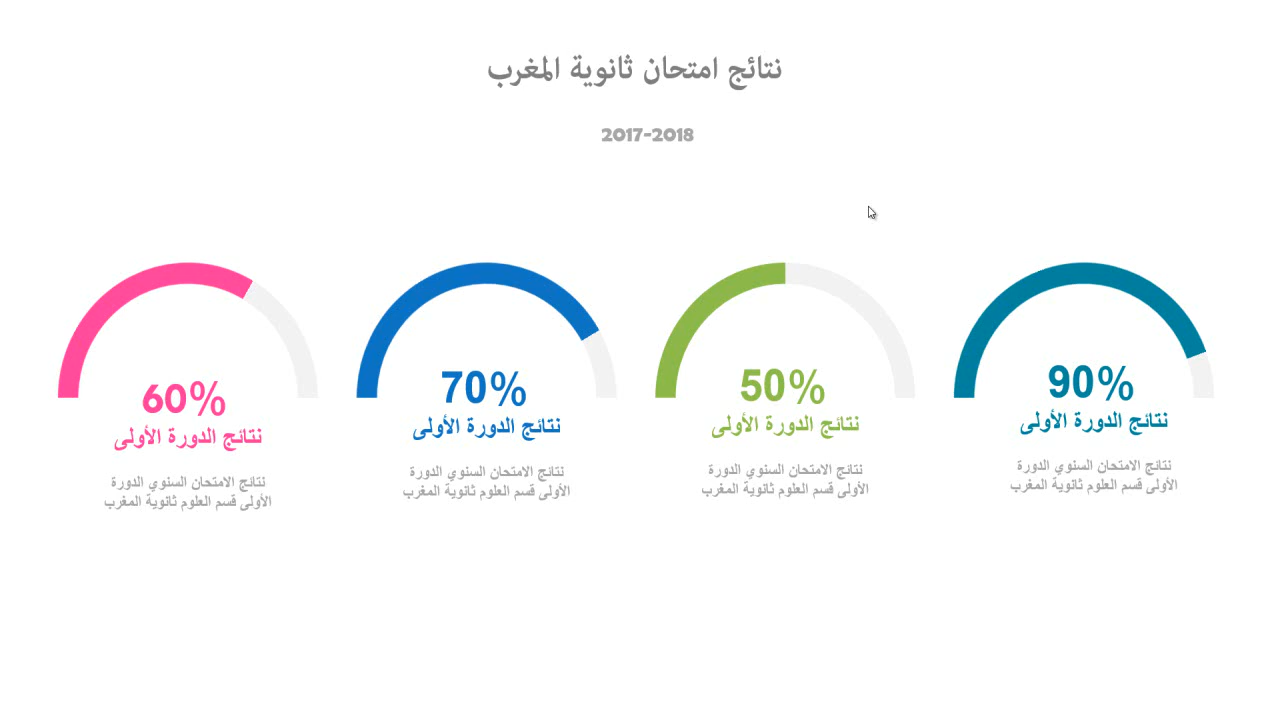 نتائج امتحان ثانوية المغرب
2017-2018
90%
نتائج الدورة الأولى
نتائج الامتحان السنوي الدورة
الأولى قسم العلوم ثانوية المغرب
50%
نتائج الدورة الأولى
نتائج الامتحان السنوي الدورة
الأولى قسم العلوم ثانوية المغرب
70%
نتائج الدورة الأولى
نتائج الامتحان السنوي الدورة
الأولى قسم العلوم ثانوية المغرب
60%
نتائج الدورة الأولى
نتائج الامتحان السنوي الدورة
الأولى قسم العلوم ثانوية المغرب